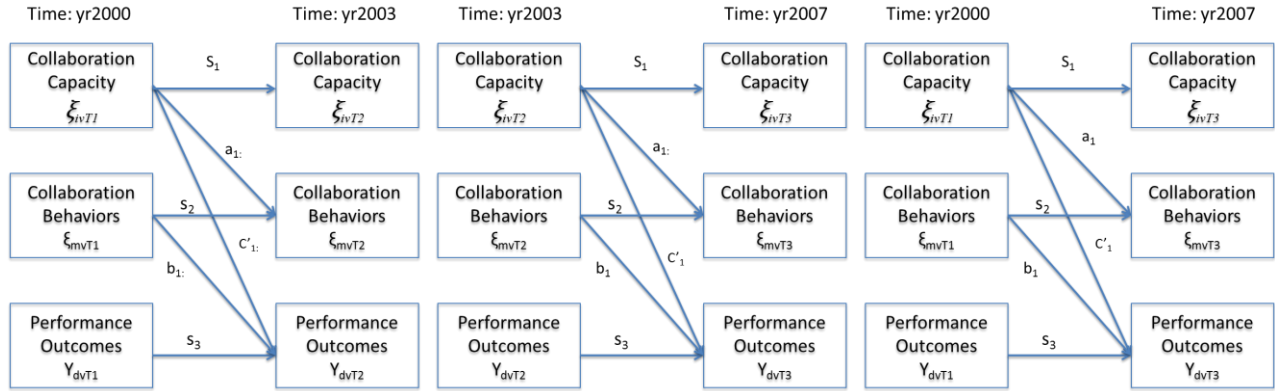 Time: yr2000
Time: yr2003
Time: yr2003
Time: yr2007
Time: yr2000
Time: yr2007
Collaboration
Capacity
ξivT1
S1
Collaboration
Capacity
ξivT2
a1:
Collaboration
Behaviors
ξmvT1
s2
Collaboration
Behaviors
ξmvT2
C'1:
b1:
Performance
Outcomes
YdvT1
s3
Performance
Outcomes
YdvT2
Collaboration
Capacity
ξivT2
S1
Collaboration
Capacity
ξivT3
a1:
Collaboration
Behaviors
ξmvT2
s2
Collaboration
Behaviors
ξmvT3
C'1
b1
Performance
Outcomes
YdvT2
s3
Performance
Outcomes
YdvT3
Collaboration
Capacity
ξivT1
S1
Collaboration
Capacity
ξivT3
a1
Collaboration
Behaviors
ξmvT1
s2
Collaboration
Behaviors
ξmvT3
C'1
b1
Performance
Outcomes
YdvT1
s3
Performance
Outcomes
YdvT3